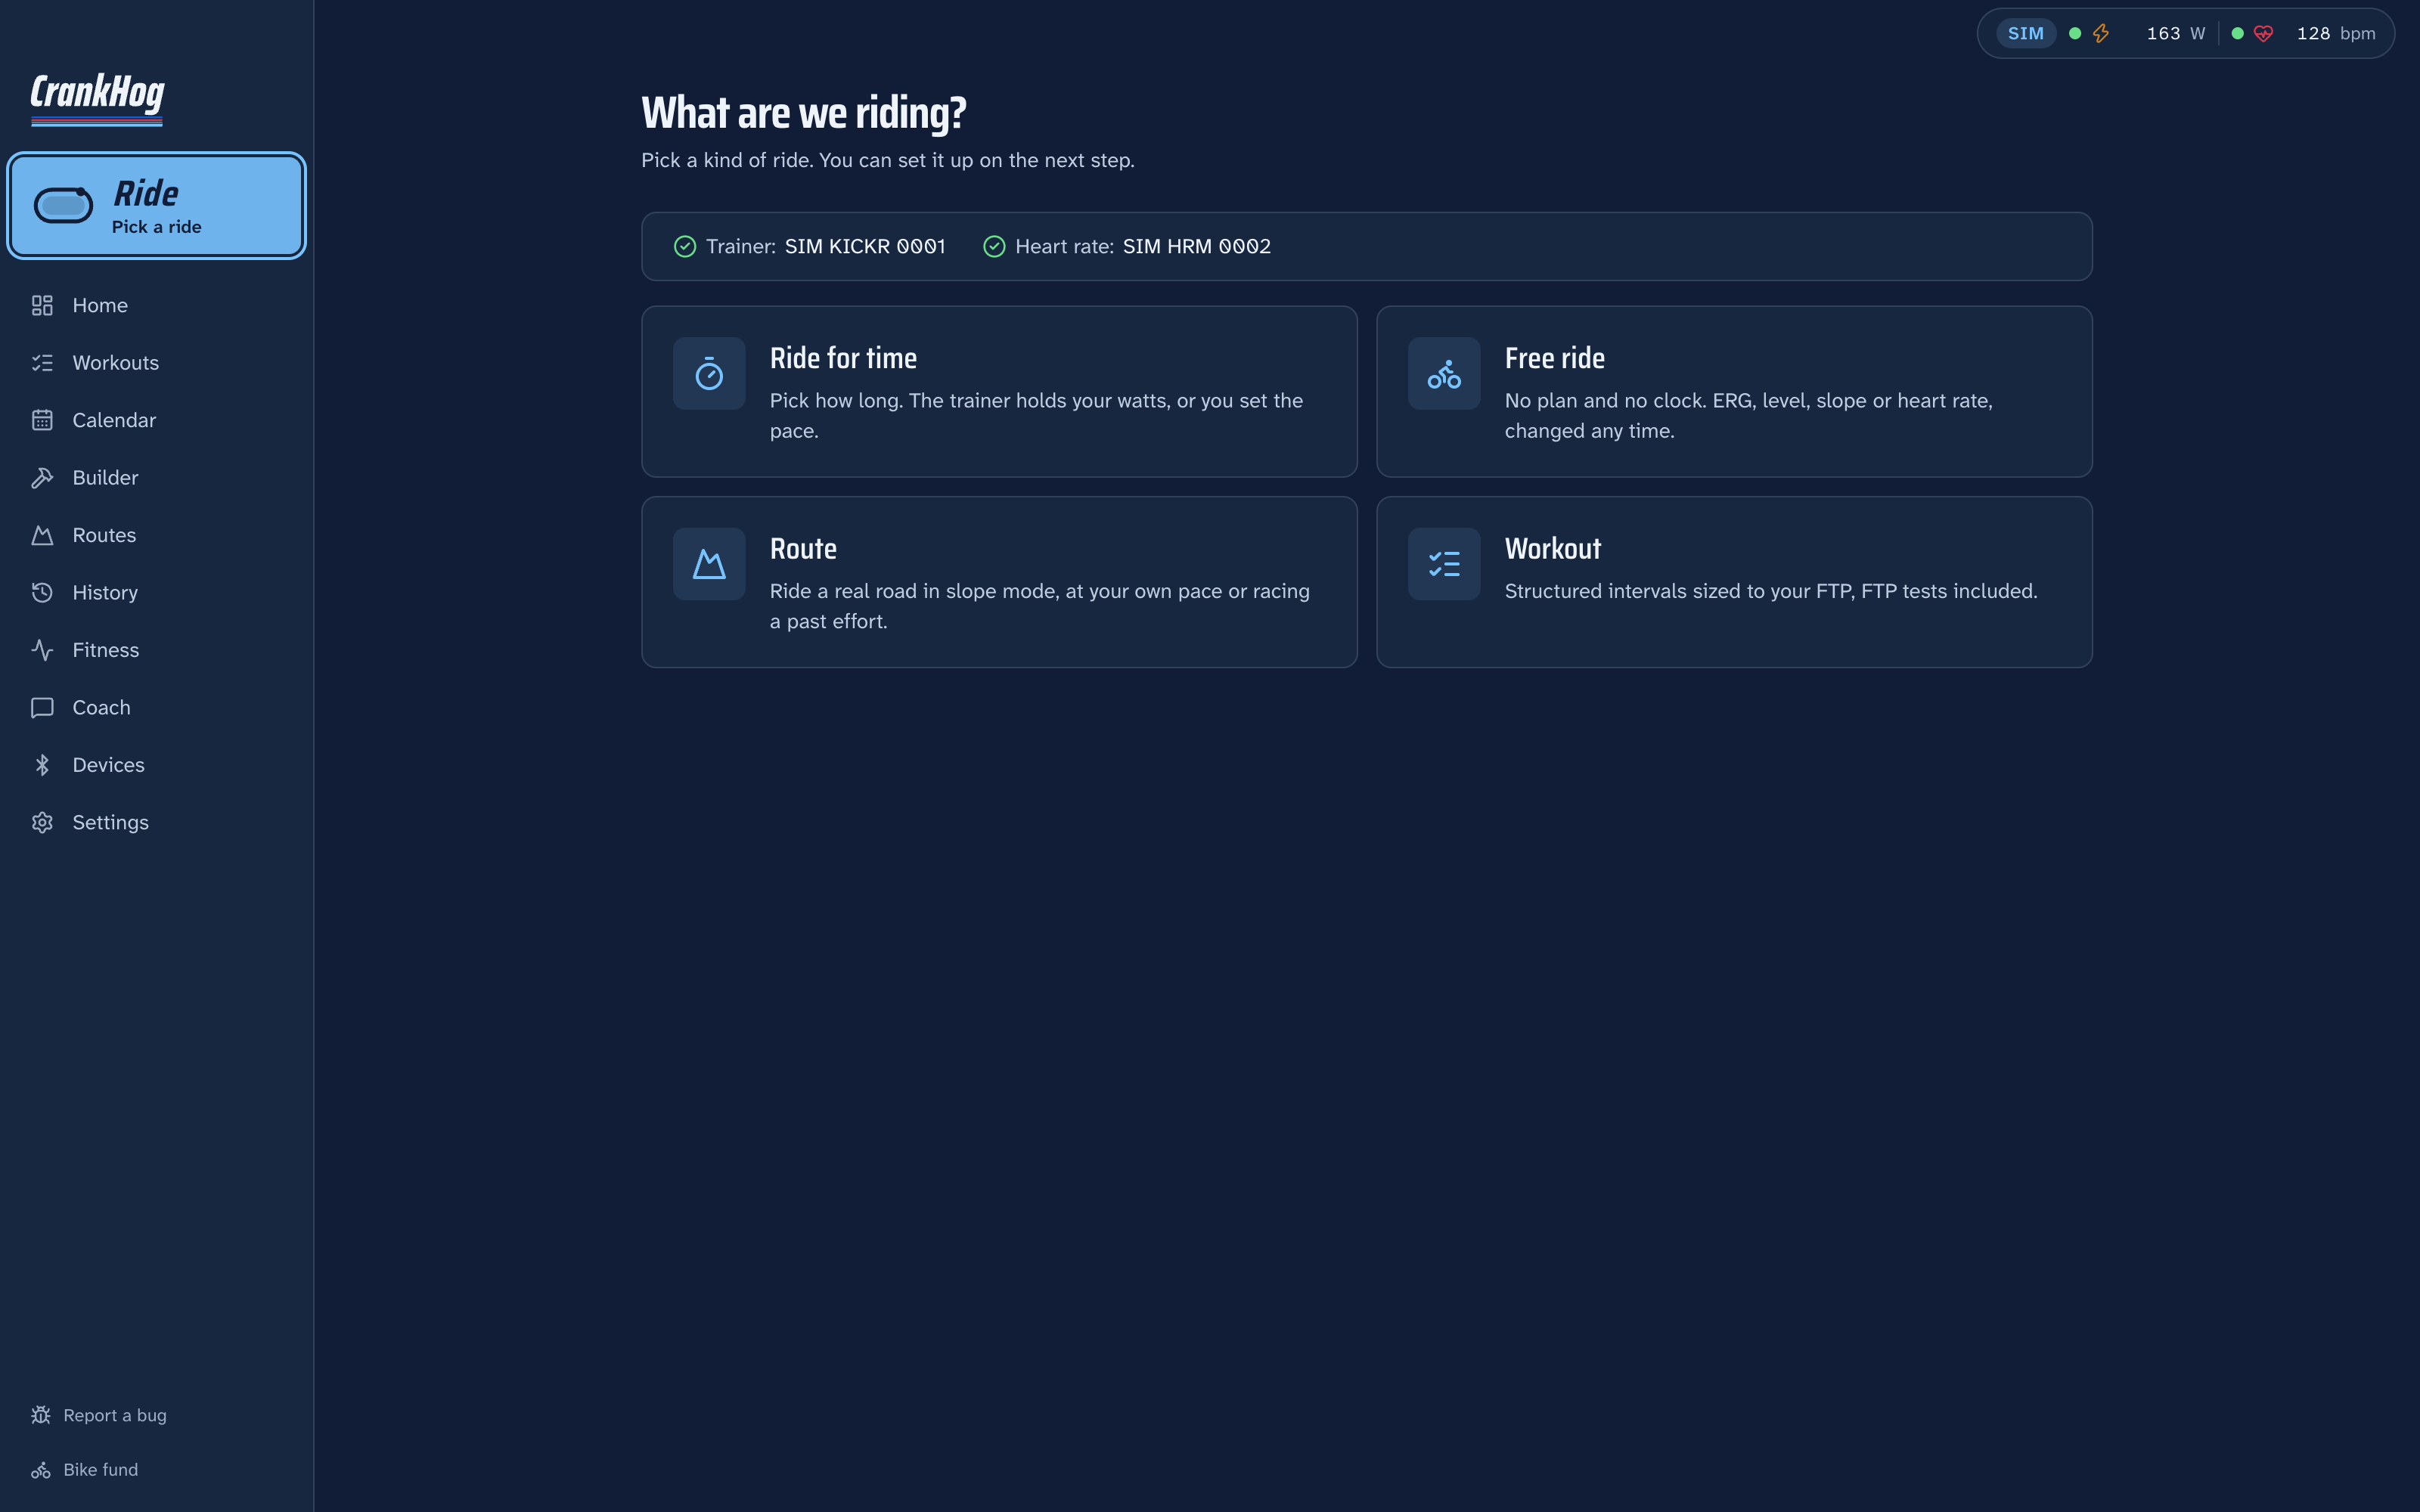 CrankHog
Ride
Pick a ride
Home
Workouts
Calendar
Builder
Routes
History
Fitness
Coach
Devices
Settings
Report a bug
Bike fund
SIM 163 W 128 bpm
What are we riding?
Pick a kind of ride. You can set it up on the next step.
Trainer: SIM KICKR 0001 Heart rate: SIM HRM 0002
Ride for time
Pick how long. The trainer holds your watts, or you set the
pace.
Free ride
No plan and no clock. ERG, level, slope or heart rate,
changed any time.
Route
Ride a real road in slope mode, at your own pace or racing
a past effort.
Workout
Structured intervals sized to your FTP, FTP tests included.